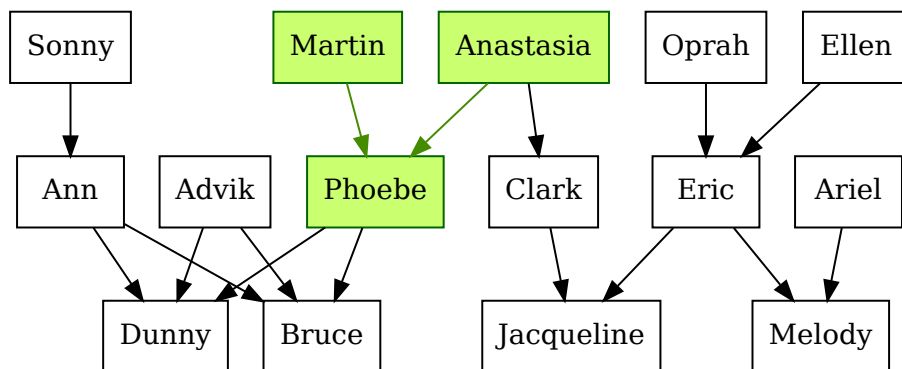 Sonny
Martin
Anastasia
Oprah
Ellen
Ann
Advik
Phoebe
Clark
Eric
Ariel
Dunny
Bruce
Jacqueline
Melody